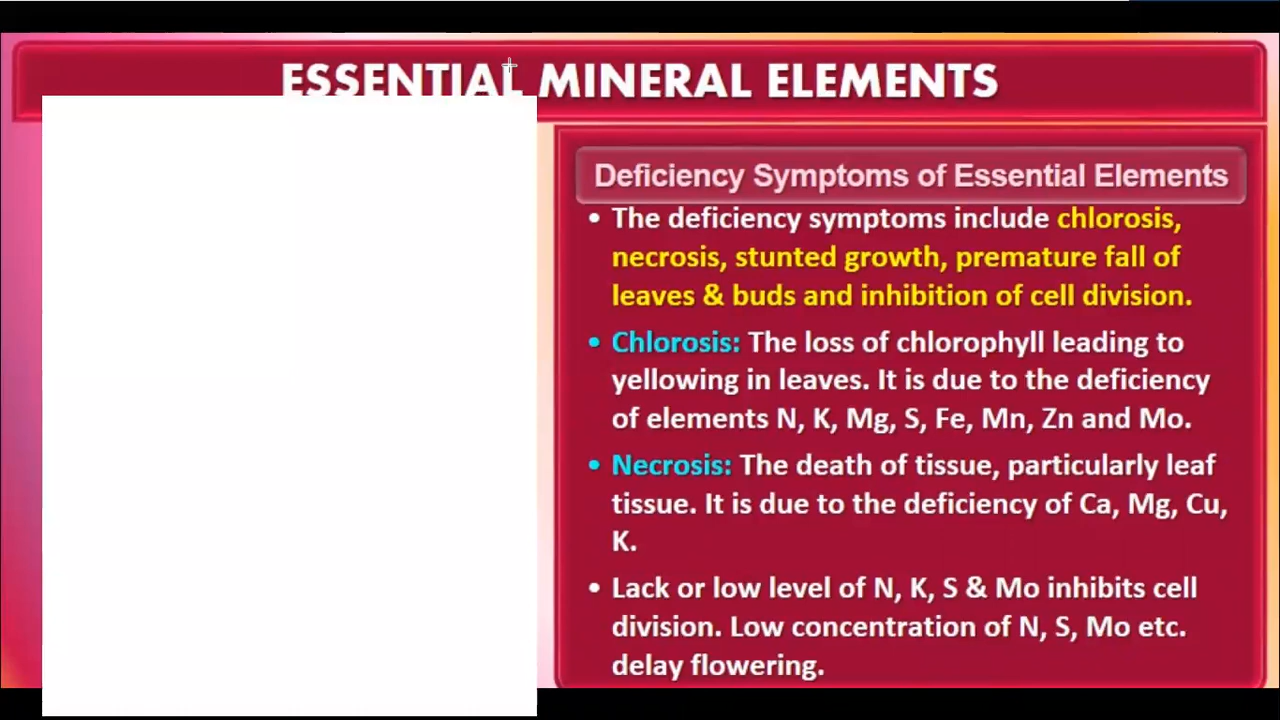 ESSENTIAL MINERAL ELEMENTS
Deficiency Symptoms of Essential Elements
• The deficiency symptoms include chlorosis,
necrosis, stunted growth, premature fall of
leaves & buds and inhibition of cell division.
• Chlorosis: The loss of chlorophyll leading to
yellowing in leaves. It is due to the deficiency
of elements N, K, Mg, S, Fe, Mn, Zn and Mo.
• Necrosis: The death of tissue, particularly leaf
tissue. It is due to the deficiency of Ca, Mg, Cu,
K.
• Lack or low level of N, K, S & Mo inhibits cell
division. Low concentration of N, S, Mo etc.
delay flowering.